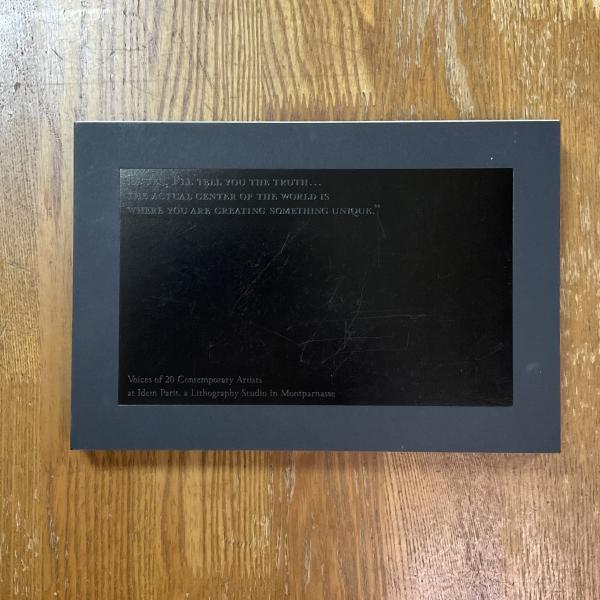 I'LL TELL YOU THE TRUTH...
THE ACTUAL CENTER OF THE WORLD IS
WHERE YOU ARE CREATING SOMETHING UNIQUE."
Voices of 20 Contemporary Artists
at Idem Paris, a Lithography Studio in Montparnasse